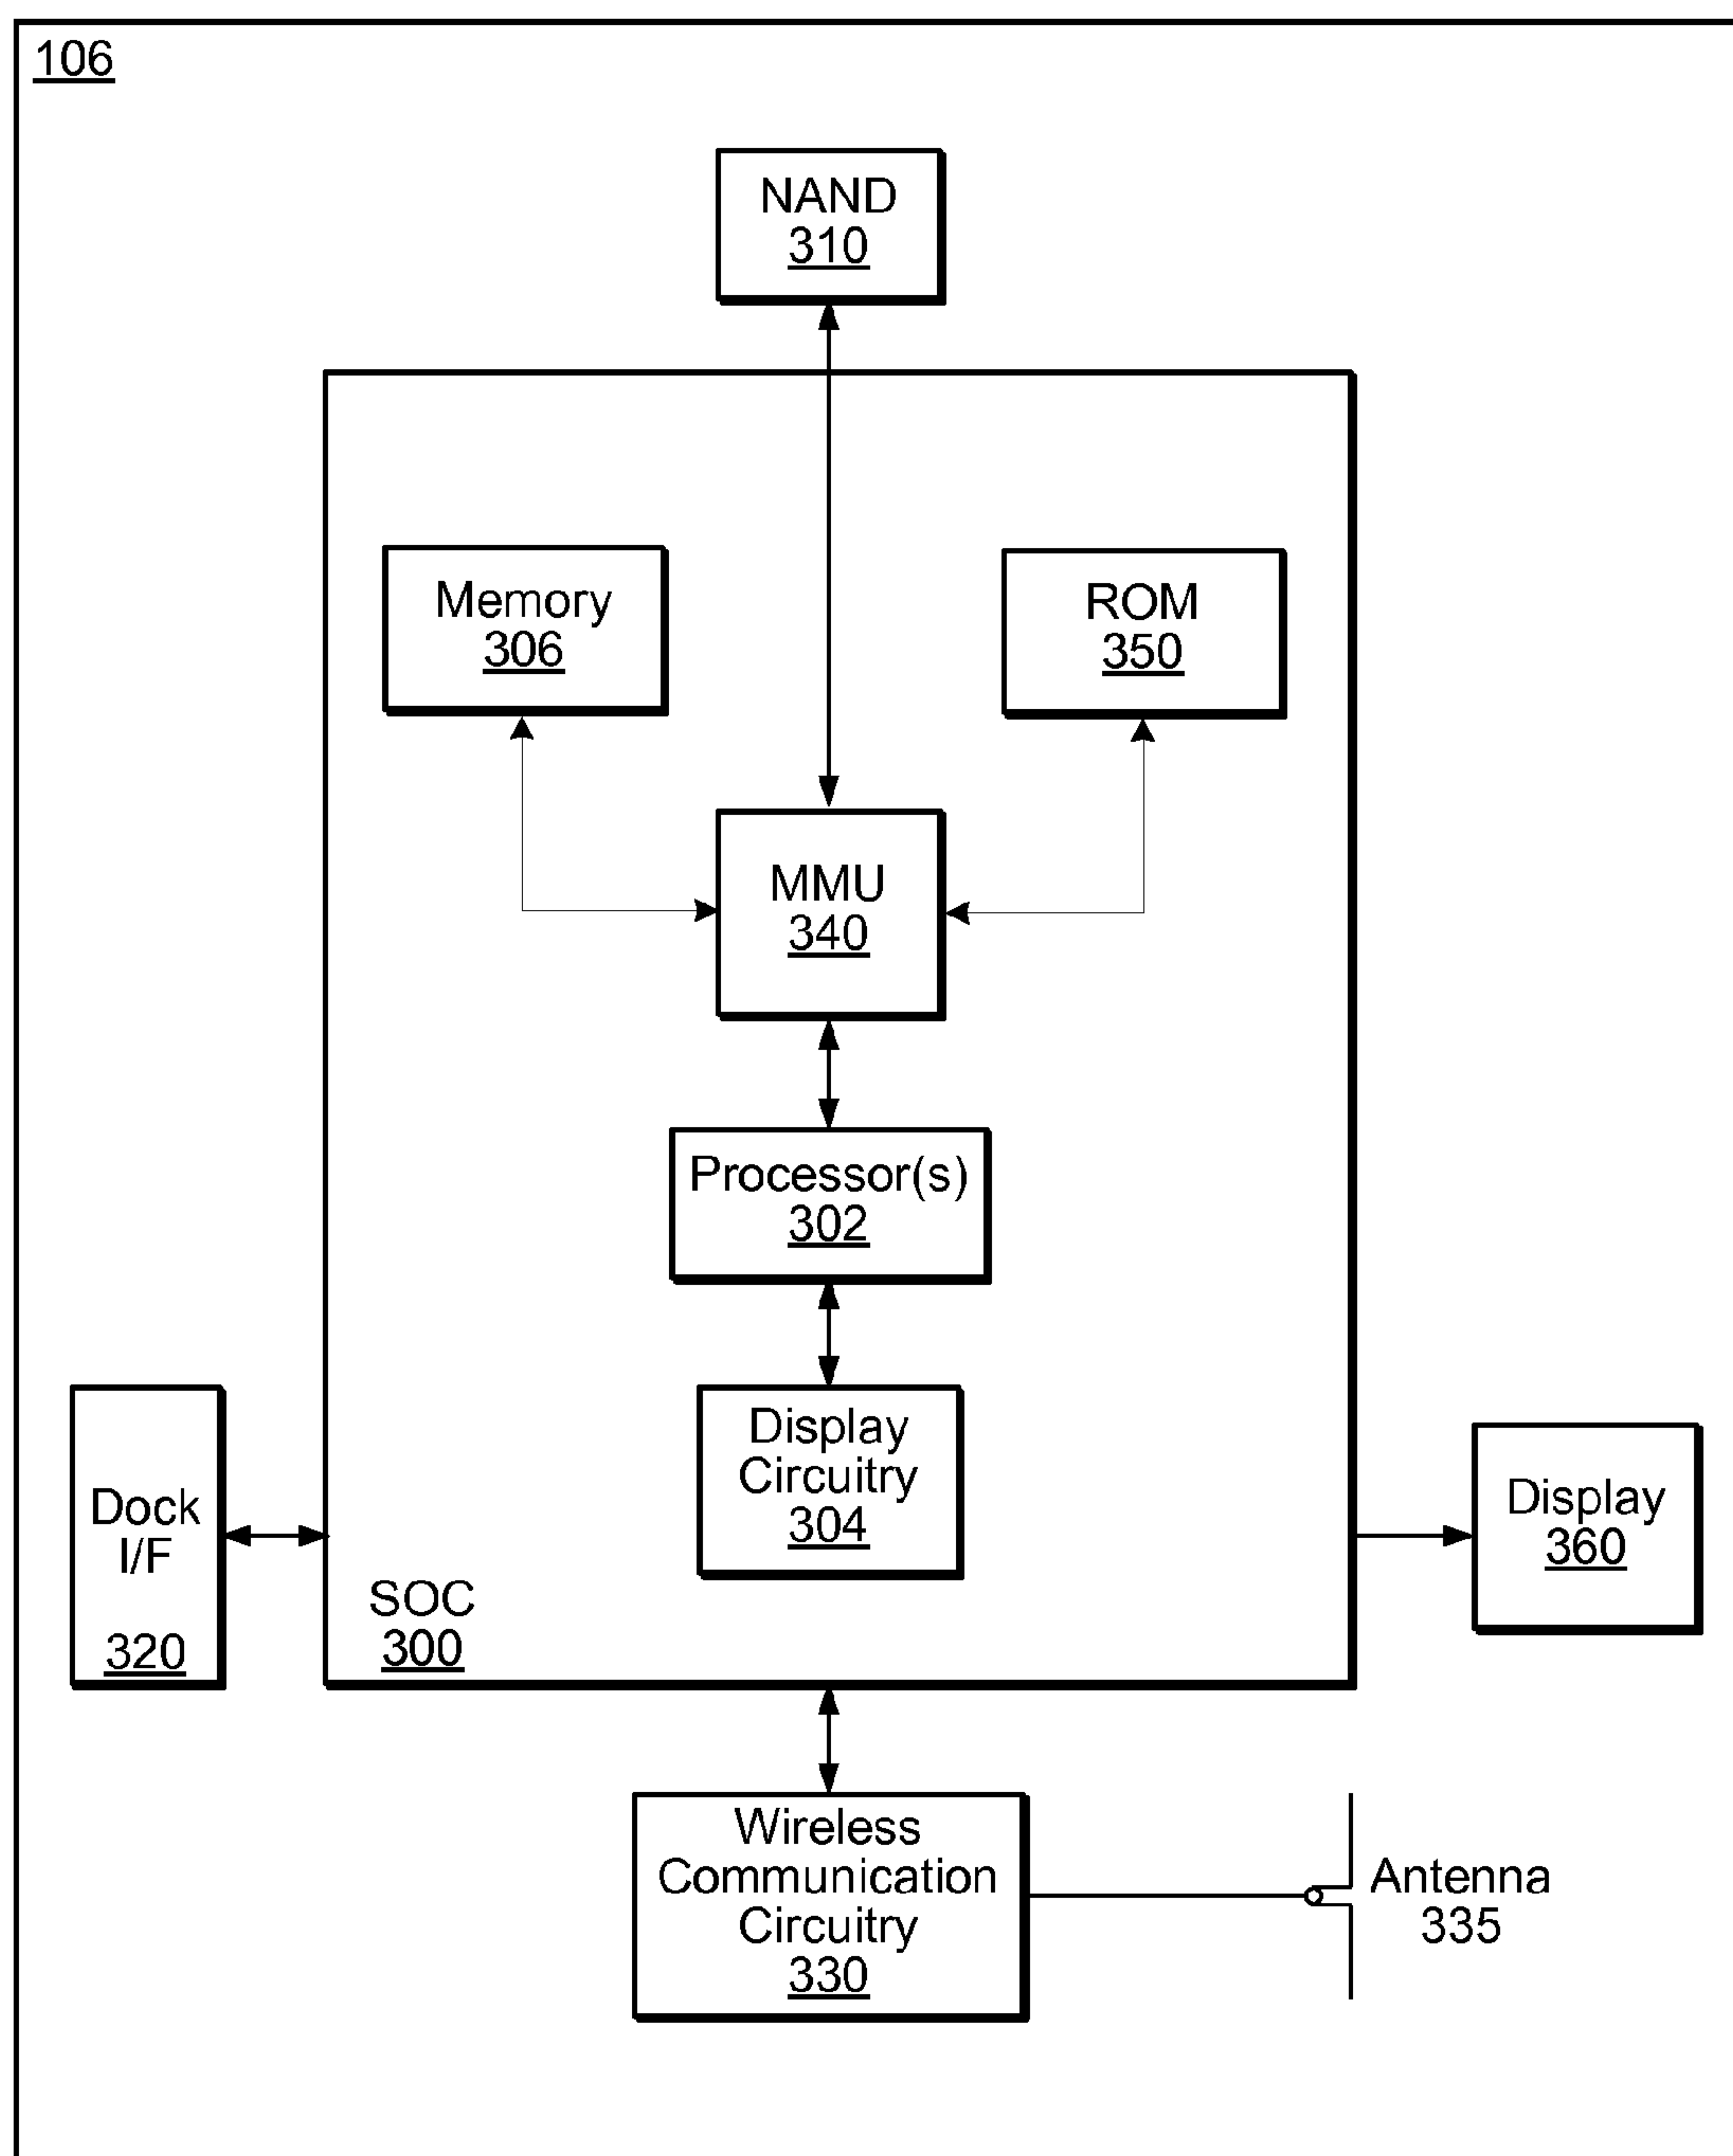 106
NAND
310
Memory
306
ROM
350
MMU
340
Processor(s)
302
Display
Circuitry
304
Dock
I/F
320
SOC
300
Display
360
Wireless
Communication
Circuitry
330
Antenna
335